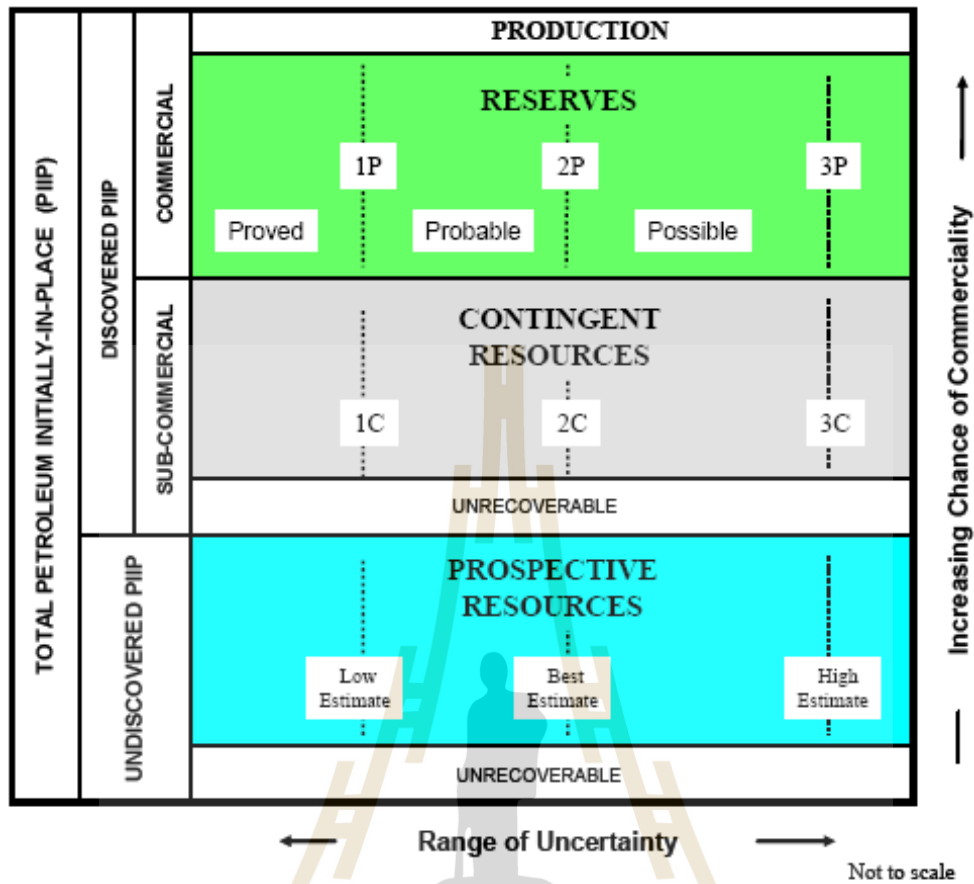 TOTAL PETROLEUM INITIALLY-IN-PLACE (PIIP)
DISCOVERED PIIP
UNDISCOVERED PIIP
COMMERCIAL
SUB-COMMERCIAL
PRODUCTION
RESERVES
1P 2P 3P
Proved Probable Possible
CONTINGENT
RESOURCES
1C 2C 3C
UNRECOVERABLE
PROSPECTIVE
RESOURCES
Low Best High
Estimate Estimate Estimate
UNRECOVERABLE
Increasing Chance of Commerciality
Range of Uncertainty
Not to scale